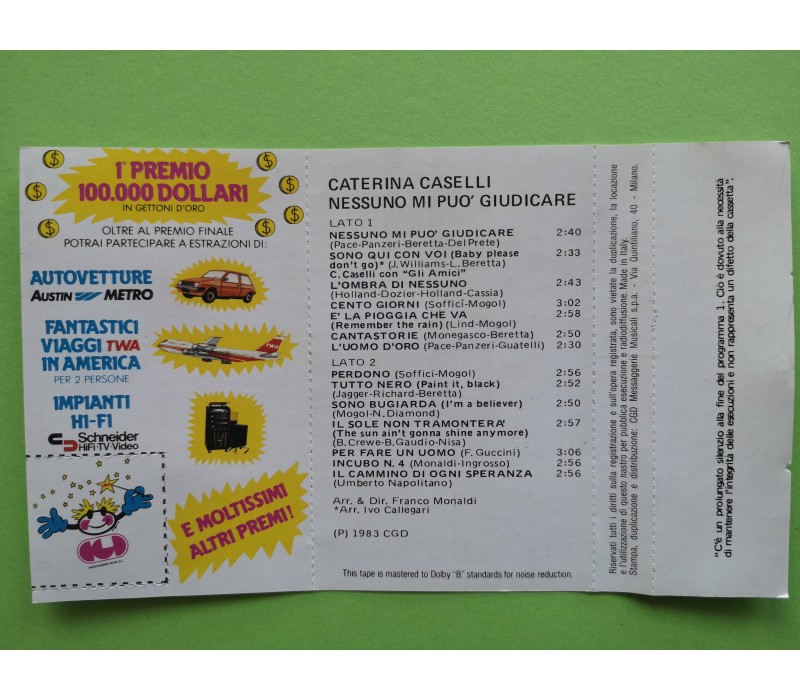 1° PREMIO
100.000 DOLLARI
IN GETTONI D'ORO
OLTRE AL PREMIO FINALE
POTRAI PARTECIPARE A ESTRAZIONI DI:
AUTOVETTURE
AUSTIN METRO
FANTASTICI
VIAGGI TWA
IN AMERICA
PER 2 PERSONE
TWA
IMPIANTI
HI-FI
Schneider
HiFi·TV·Video
E MOLTISSIMI
ALTRI PREMI!
CATERINA CASELLI
NESSUNO MI PUO' GIUDICARE
LATO 1
NESSUNO MI PUO' GIUDICARE 2:40
(Pace-Panzeri-Beretta-Del Prete)
SONO QUI CON VOI (Baby please 2:33
don't go)* (J.Williams-L.Beretta)
C.Caselli con "Gli Amici"
L'OMBRA DI NESSUNO 2:43
(Holland-Dozier-Holland-Cassia)
CENTO GIORNI (Soffici-Mogol) 3:02
E' LA PIOGGIA CHE VA 2:58
(Remember the rain) (Lind-Mogol)
CANTASTORIE (Monegasco-Beretta) 2:50
L'UOMO D'ORO (Pace-Panzeri-Guatelli) 2:30
LATO 2
PERDONO (Soffici-Mogol) 2:56
TUTTO NERO (Paint it, black) 2:52
(Jagger-Richard-Beretta)
SONO BUGIARDA (I'm a believer) 2:50
(Mogol-N.Diamond)
IL SOLE NON TRAMONTERA' 2:57
(The sun ain't gonna shine anymore)
(B.Crewe-B.Gaudio-Nisa)
PER FARE UN UOMO (F.Guccini) 3:06
INCUBO N. 4 (Monaldi-Ingrosso) 2:56
IL CAMMINO DI OGNI SPERANZA 2:56
(Umberto Napolitano)
Arr. & Dir. Franco Monaldi
*Arr. Ivo Callegari
(P) 1983 CGD
This tape is mastered to Dolby "B" standards for noise reduction.
Riservati tutti i diritti sulla registrazione e sull'opera registrata, sono vietate la duplicazione, la locazione
e l'utilizzazione di questo nastro per pubblica esecuzione e radiodiffusione. Made in Italy.
Stampa, duplicazione e distribuzione: CGD Messaggerie Musicali s.p.a. - Via Quintiliano, 40 - Milano.
"C'è un prolungato silenzio alla fine del programma 1. Ciò è dovuto alla necessità
di mantenere l'integrità delle esecuzioni e non rappresenta un difetto della cassetta".